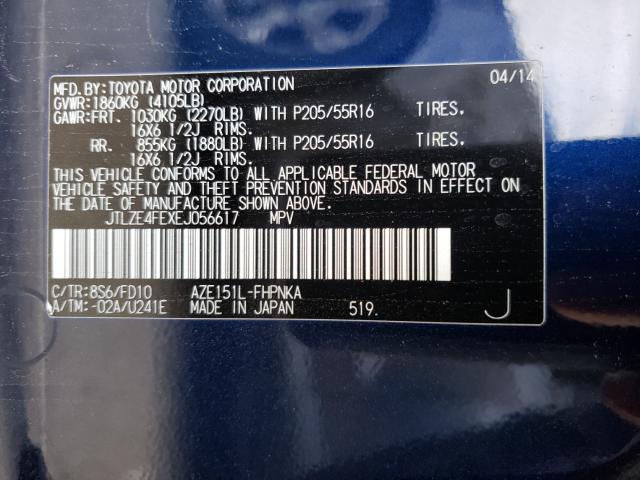 MFD.BY:TOYOTA MOTOR CORPORATION 04/14
GVWR:1860KG (4105LB)
GAWR:FRT. 1030KG (2270LB) WITH P205/55R16 TIRES.
16X6 1/2J RIMS.
RR. 855KG (1880LB) WITH P205/55R16 TIRES.
16X6 1/2J RIMS.
THIS VEHICLE CONFORMS TO ALL APPLICABLE FEDERAL MOTOR
VEHICLE SAFETY AND THEFT PREVENTION STANDARDS IN EFFECT ON
THE DATE OF MANUFACTURE SHOWN ABOVE.
JTLZE4FEXEJ056617 MPV
C/TR:8S6/FD10 AZE151L-FHPNKA
A/TM:-02A/U241E MADE IN JAPAN 519. J